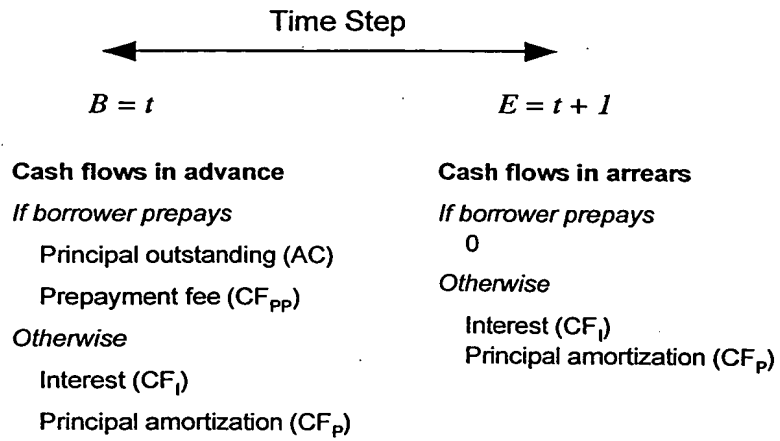 Time Step
B = t
E = t + 1
Cash flows in advance
If borrower prepays
Principal outstanding (AC)
Prepayment fee (CF_PP)
Otherwise
Interest (CF_I)
Principal amortization (CF_P)
Cash flows in arrears
If borrower prepays
0
Otherwise
Interest (CF_I)
Principal amortization (CF_P)